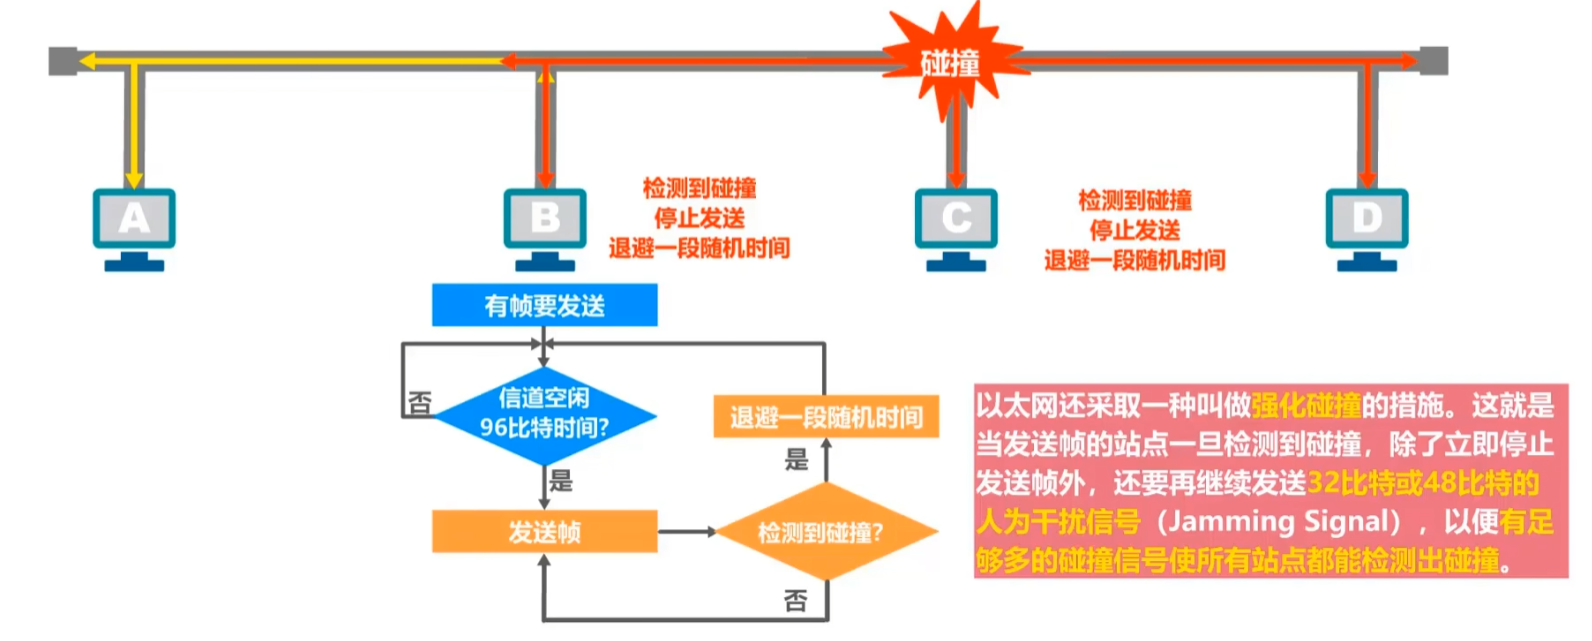 碰撞
A
B
C
D
检测到碰撞
停止发送
退避一段随机时间
检测到碰撞
停止发送
退避一段随机时间
有帧要发送
信道空闲
96比特时间?
否
是
发送帧
检测到碰撞?
是
退避一段随机时间
否
以太网还采取一种叫做强化碰撞的措施。这就是
当发送帧的站点一旦检测到碰撞，除了立即停止
发送帧外，还要再继续发送32比特或48比特的
人为干扰信号（Jamming Signal），以便有足
够多的碰撞信号使所有站点都能检测出碰撞。